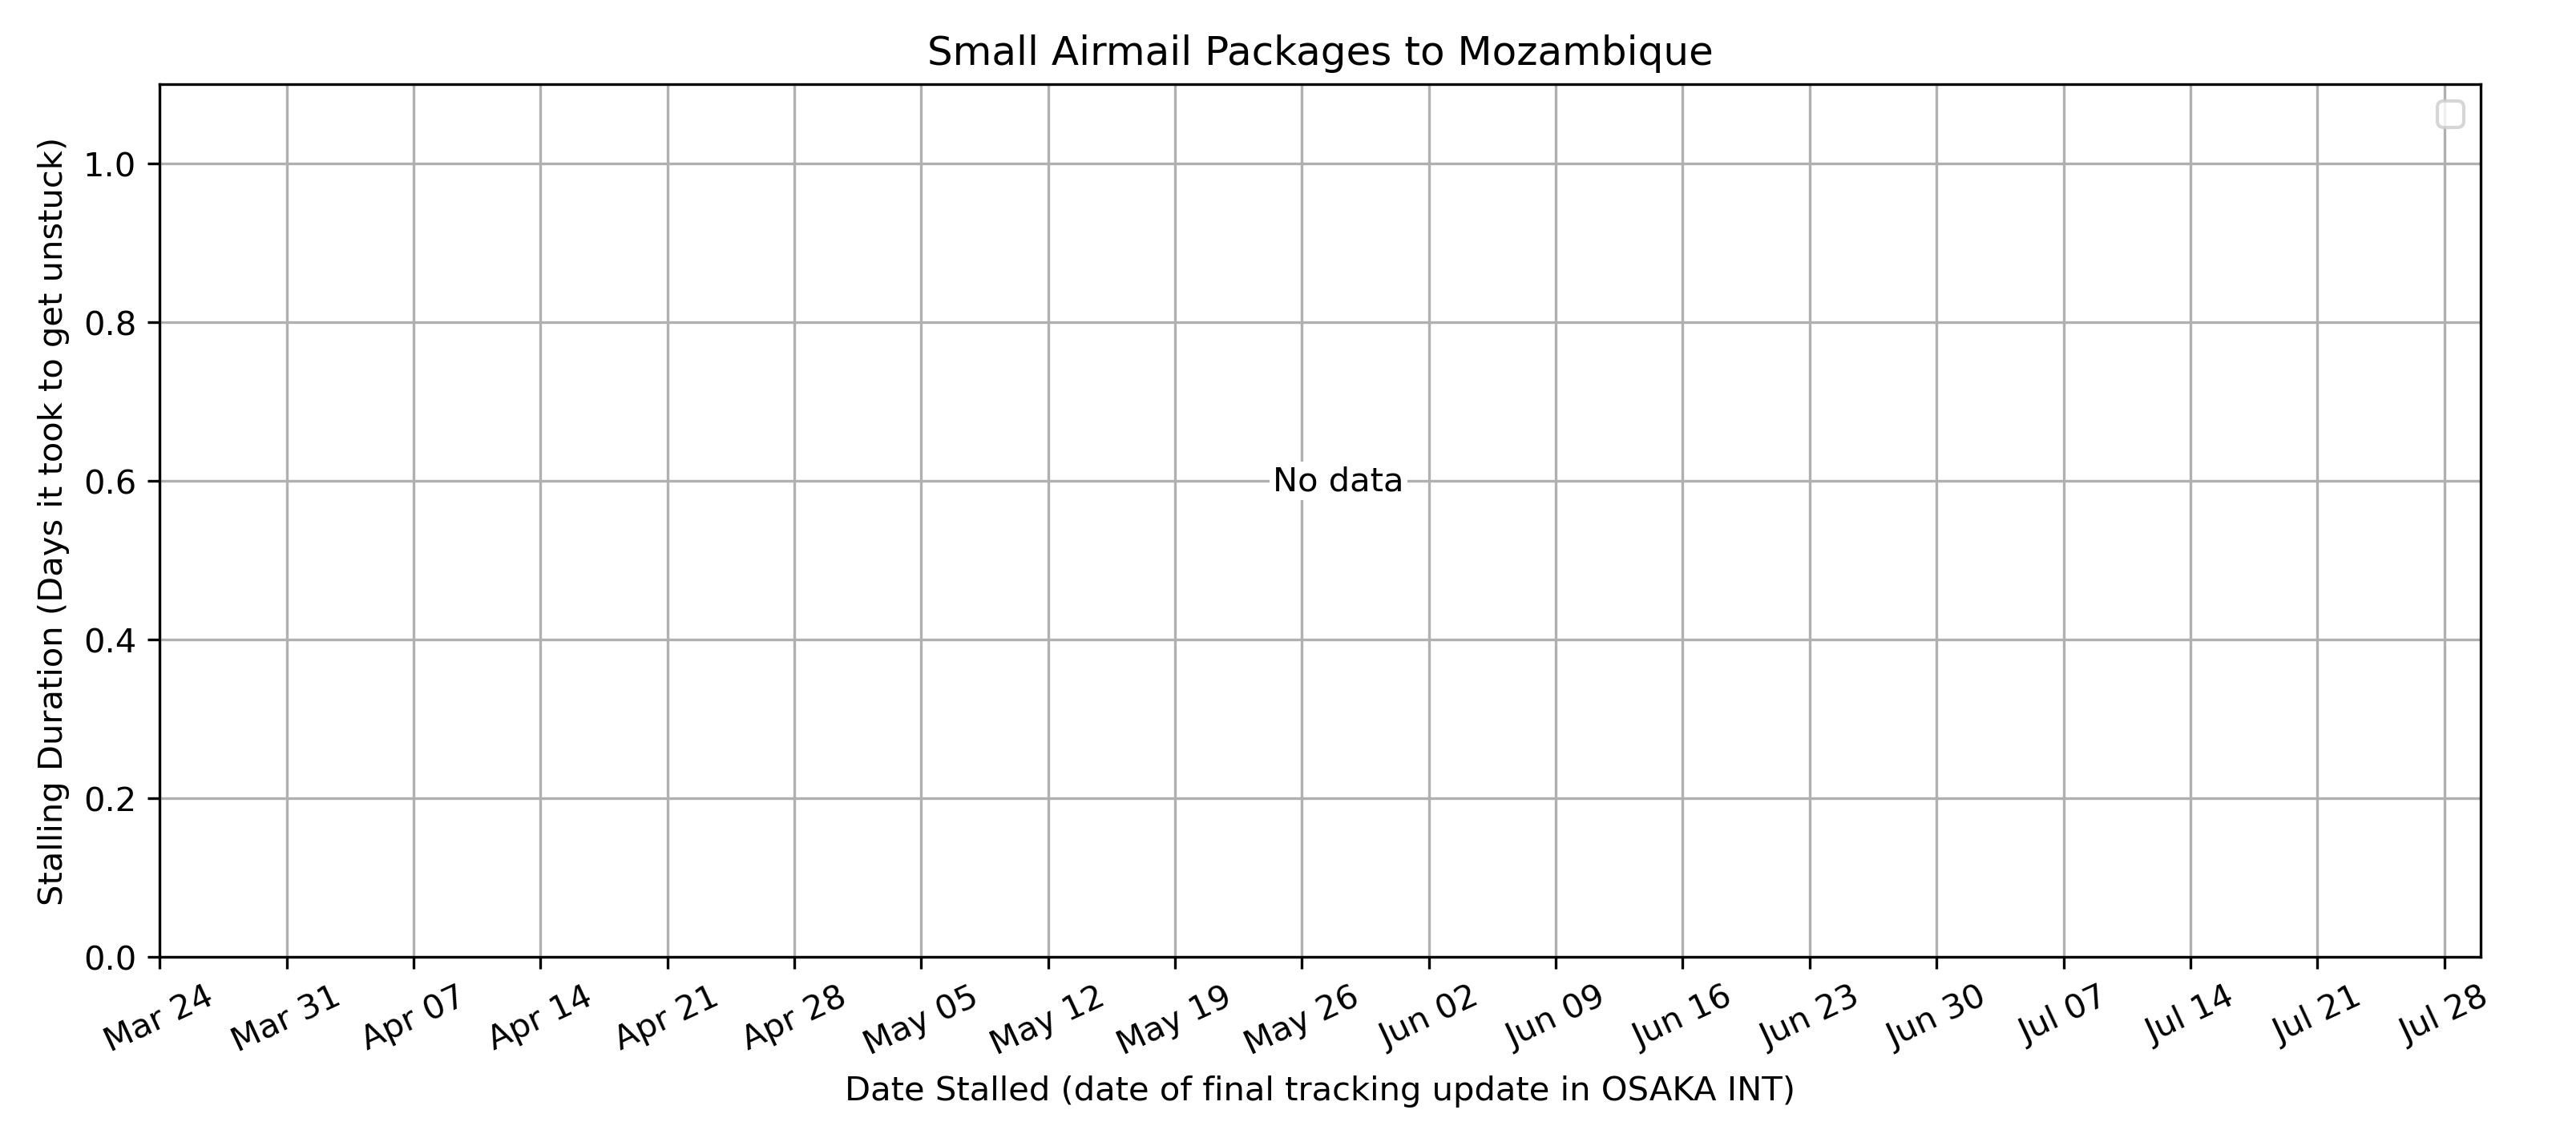 Small Airmail Packages to Mozambique
Stalling Duration (Days it took to get unstuck)
1.0
0.8
0.6
0.4
0.2
0.0
No data
Mar 24 Mar 31 Apr 07 Apr 14 Apr 21 Apr 28 May 05 May 12 May 19 May 26 Jun 02 Jun 09 Jun 16 Jun 23 Jun 30 Jul 07 Jul 14 Jul 21 Jul 28
Date Stalled (date of final tracking update in OSAKA INT)